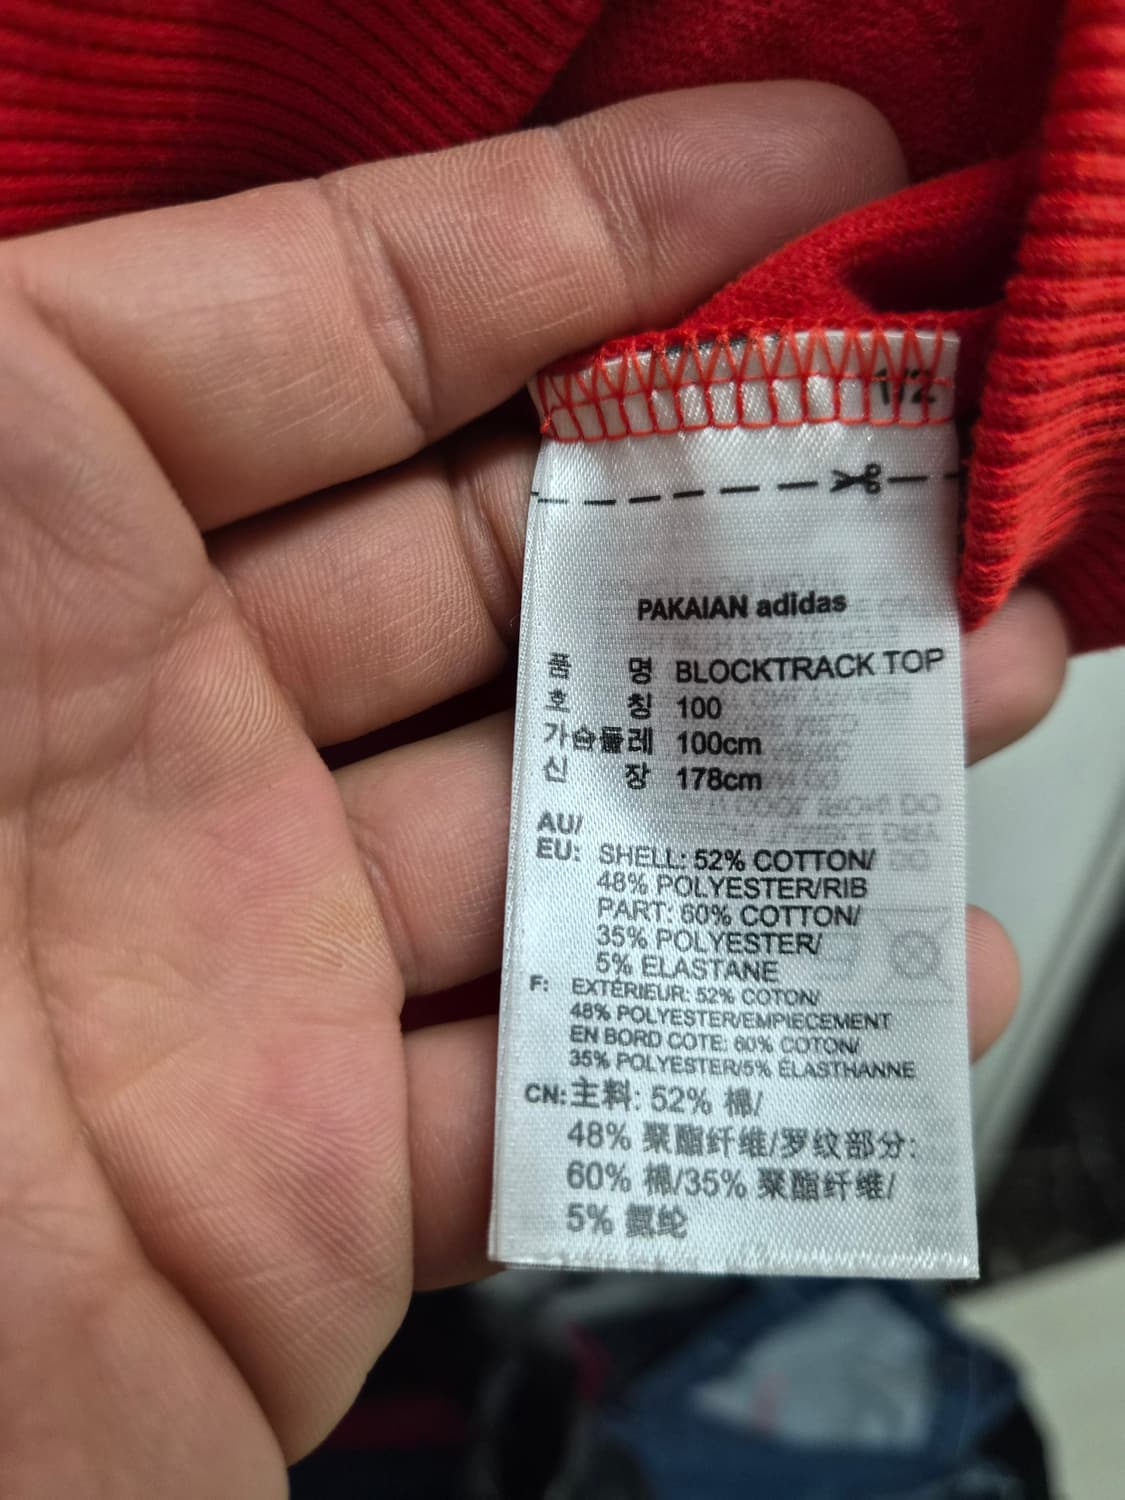 1/2
PAKAIAN adidas
품 명 BLOCKTRACK TOP
호 칭 100
가슴둘레 100cm
신 장 178cm
AU/
EU: SHELL: 52% COTTON/
48% POLYESTER/RIB
PART: 60% COTTON/
35% POLYESTER/
5% ELASTANE
F: EXTÉRIEUR: 52% COTON/
48% POLYESTER/EMPIECEMENT
EN BORD COTE: 60% COTON/
35% POLYESTER/5% ÉLASTHANNE
CN: 主料: 52% 棉/
48% 聚酯纤维/罗纹部分:
60% 棉/35% 聚酯纤维/
5% 氨纶